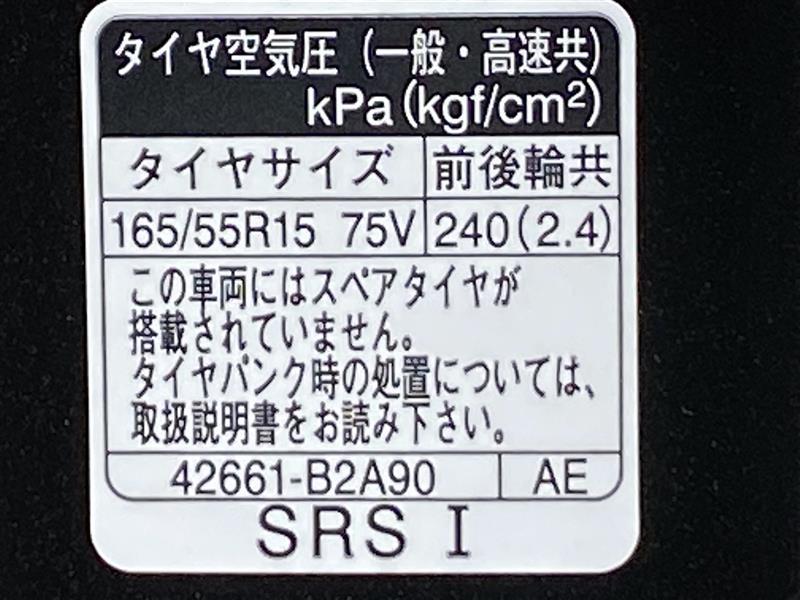 タイヤ空気圧（一般・高速共）
kPa(kgf/cm²)
タイヤサイズ 前後輪共
165/55R15 75V 240(2.4)
この車両にはスペアタイヤが
搭載されていません。
タイヤパンク時の処置については、
取扱説明書をお読み下さい。
42661-B2A90 AE
SRS I